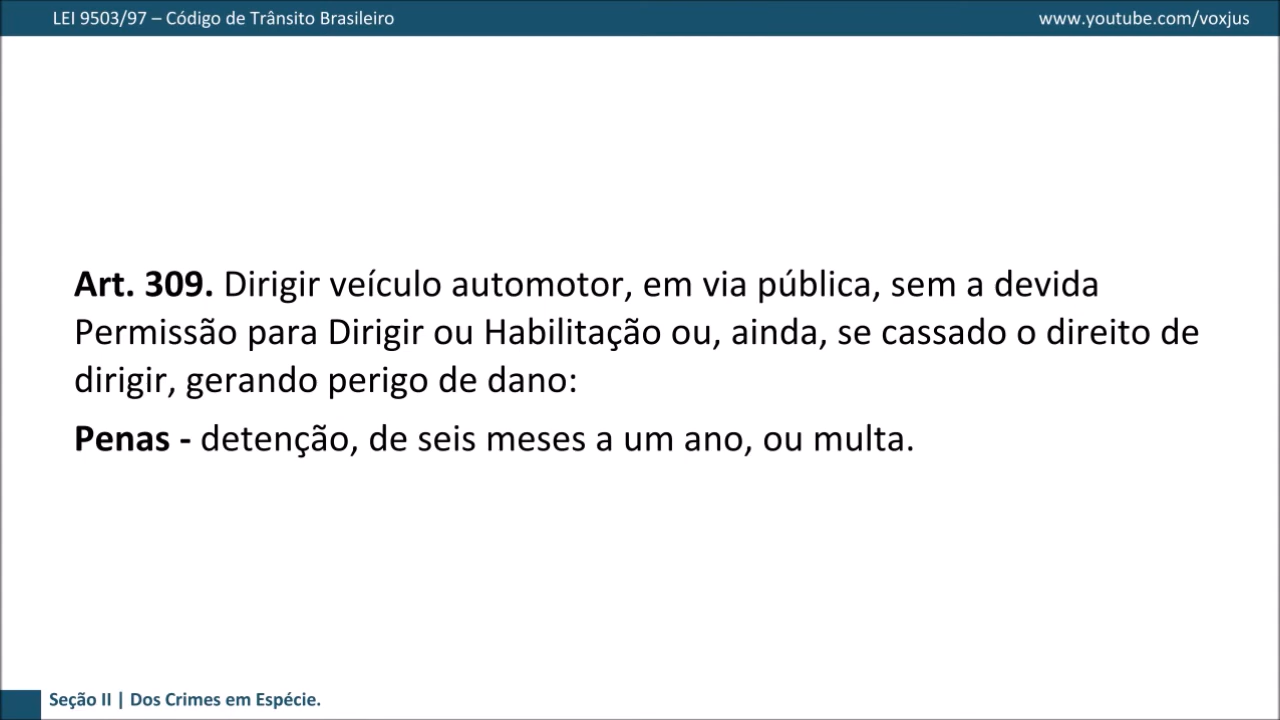 LEI 9503/97 – Código de Trânsito Brasileiro
www.youtube.com/voxjus
Art. 309. Dirigir veículo automotor, em via pública, sem a devida
Permissão para Dirigir ou Habilitação ou, ainda, se cassado o direito de
dirigir, gerando perigo de dano:
Penas - detenção, de seis meses a um ano, ou multa.
Seção II | Dos Crimes em Espécie.